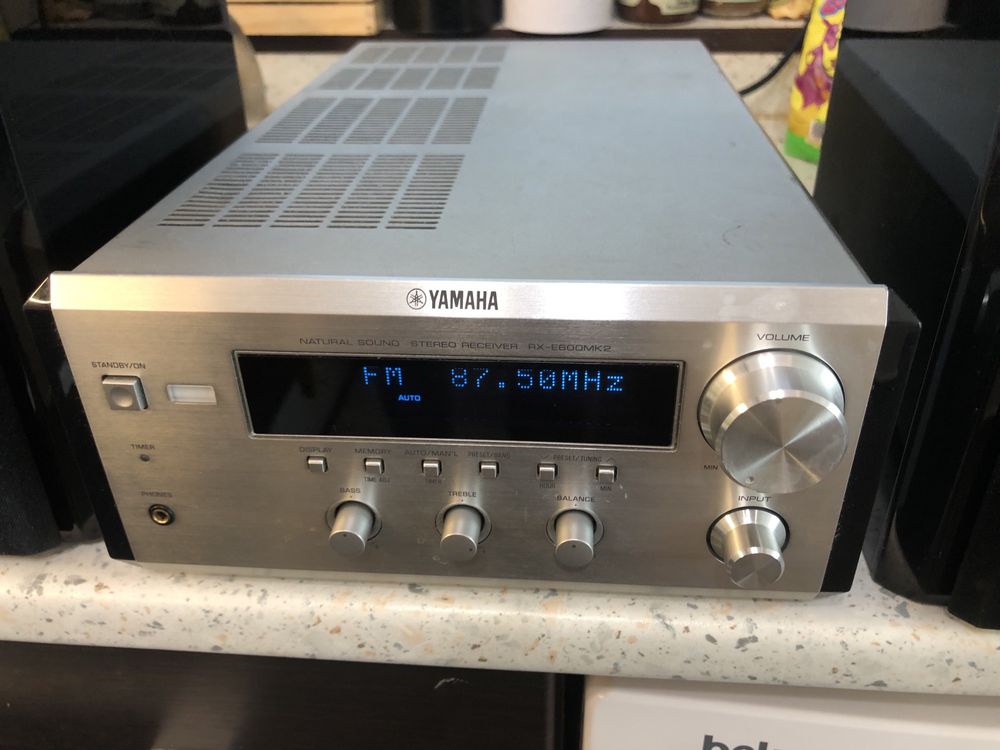 YAMAHA
NATURAL SOUND STEREO RECEIVER RX-E600MK2
VOLUME
STANDBY/ON
FM 87.50MHz
AUTO
TIMER
DISPLAY MEMORY AUTO/MAN'L PRESET/BAND PRESET/TUNING
TIME ADJ TIMER HOUR MIN
MIN
PHONES
BASS TREBLE BALANCE
INPUT